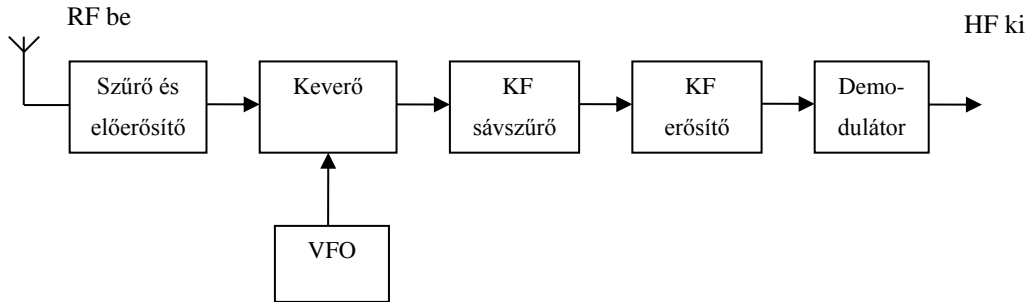 RF be
HF ki
Szűrő és
előerősítő
Keverő
KF
sávszűrő
KF
erősítő
Demo-
dulátor
VFO